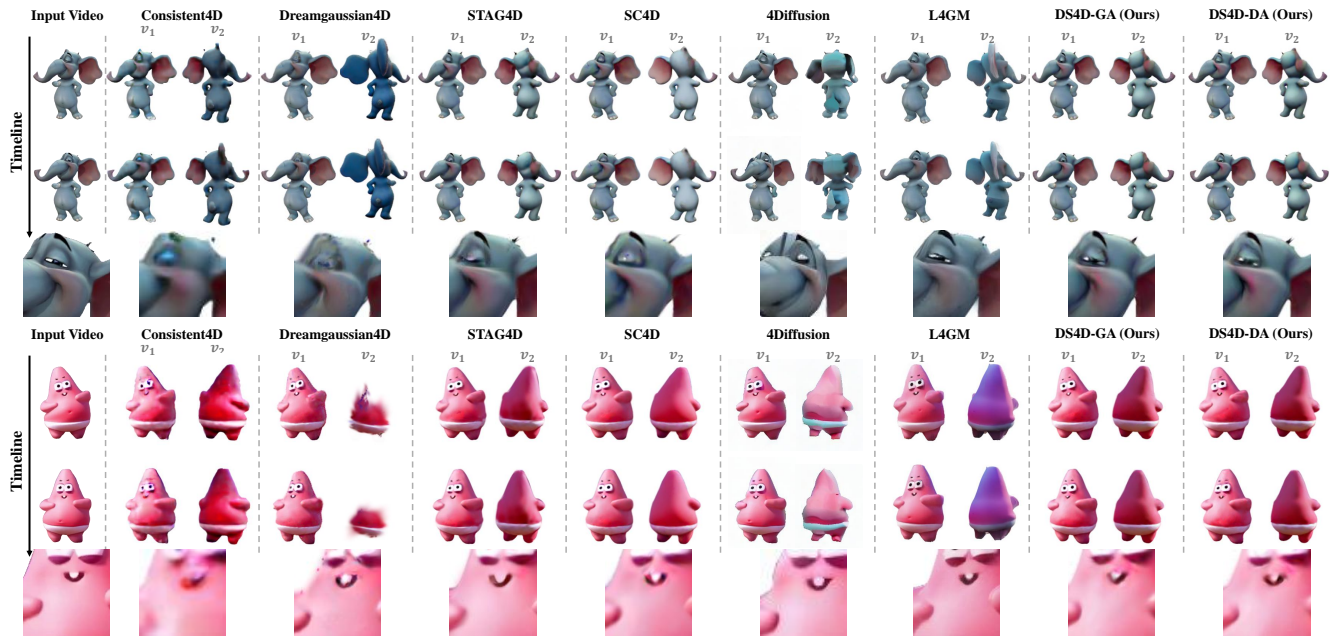 Input Video Consistent4D Dreamgaussian4D STAG4D SC4D 4Diffusion L4GM DS4D-GA (Ours) DS4D-DA (Ours)
v₁ v₂ v₁ v₂ v₁ v₂ v₁ v₂ v₁ v₂ v₁ v₂ v₁ v₂ v₁ v₂
Timeline
Input Video Consistent4D Dreamgaussian4D STAG4D SC4D 4Diffusion L4GM DS4D-GA (Ours) DS4D-DA (Ours)
v₁ v₂ v₁ v₂ v₁ v₂ v₁ v₂ v₁ v₂ v₁ v₂ v₁ v₂ v₁ v₂
Timeline